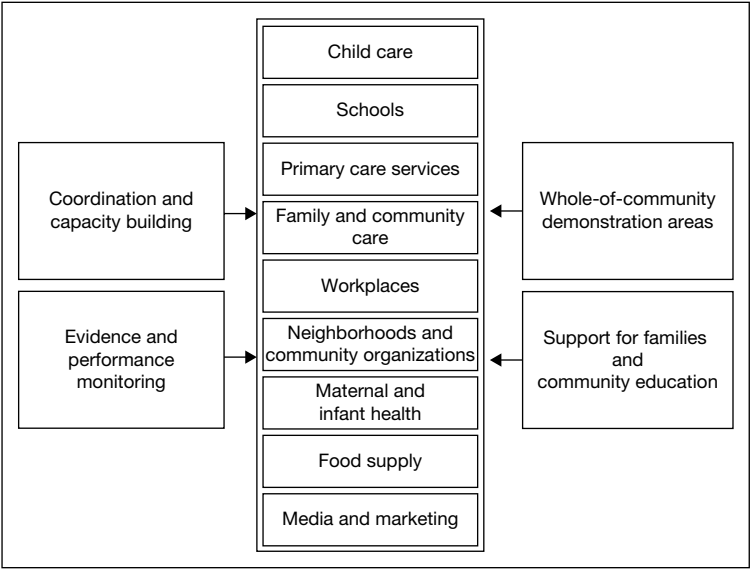 Child care
Schools
Primary care services
Family and community
care
Workplaces
Neighborhoods and
community organizations
Maternal and
infant health
Food supply
Media and marketing
Coordination and
capacity building
Evidence and
performance
monitoring
Whole-of-community
demonstration areas
Support for families
and
community education